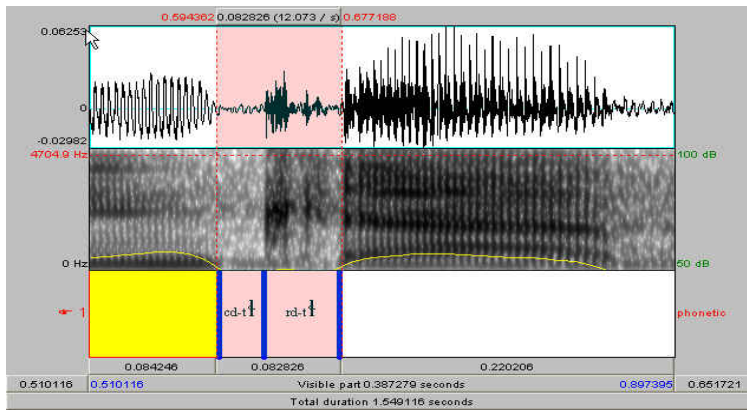 0.594362 0.082826 (12.073 / s) 0.677188
0.06253
0
-0.02982
4704.9 Hz 100 dB
0 Hz 50 dB
1 cd-t rd-t phonetic
0.084246 0.082826 0.220206
0.510116 0.510116 Visible part 0.387279 seconds 0.897395 0.651721
Total duration 1.549116 seconds